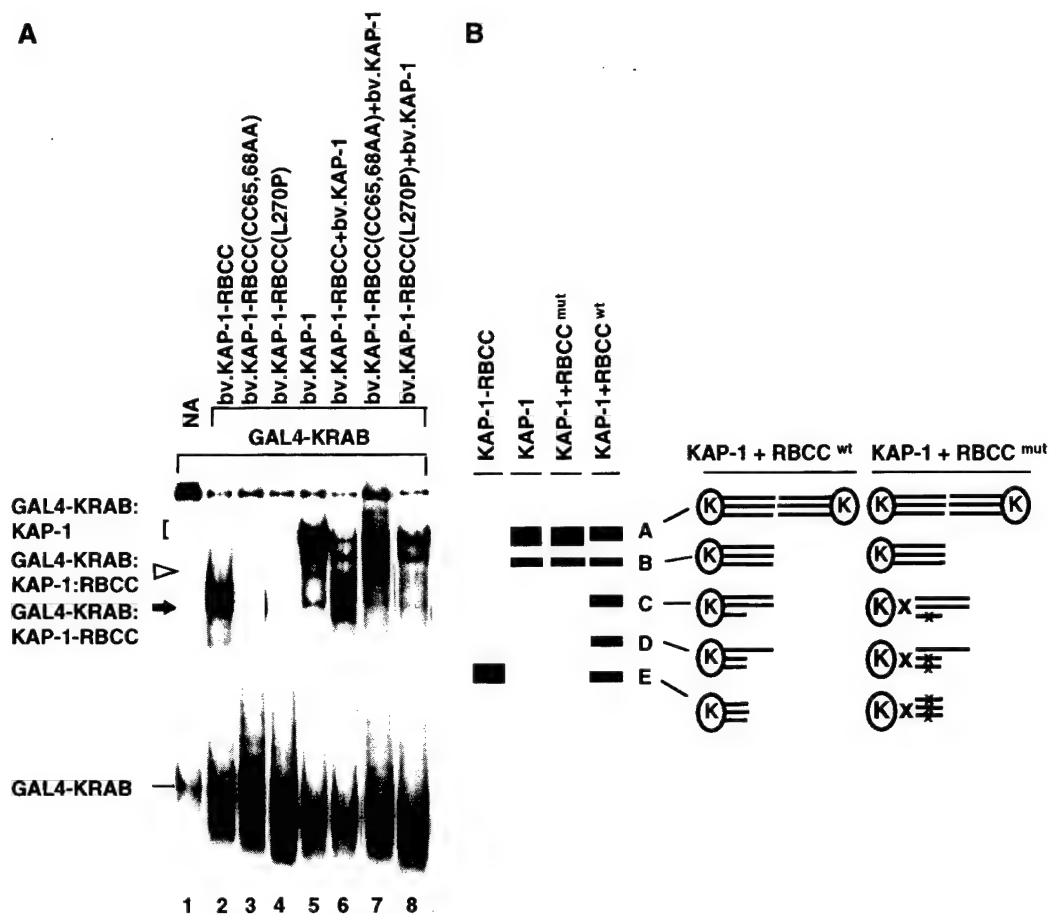 A
NA
bv.KAP-1-RBCC
bv.KAP-1-RBCC(CC65,68AA)
bv.KAP-1-RBCC(L270P)
bv.KAP-1
bv.KAP-1-RBCC+bv.KAP-1
bv.KAP-1-RBCC(CC65,68AA)+bv.KAP-1
bv.KAP-1-RBCC(L270P)+bv.KAP-1
GAL4-KRAB
GAL4-KRAB:
KAP-1
GAL4-KRAB:
KAP-1:RBCC
GAL4-KRAB:
KAP-1-RBCC
GAL4-KRAB
1 2 3 4 5 6 7 8
B
KAP-1-RBCC
KAP-1
KAP-1+RBCC mut
KAP-1+RBCC wt
KAP-1 + RBCC wt
KAP-1 + RBCC mut
A K K K K
B K K
C K K X x
D K K X x x
E K K X x x x